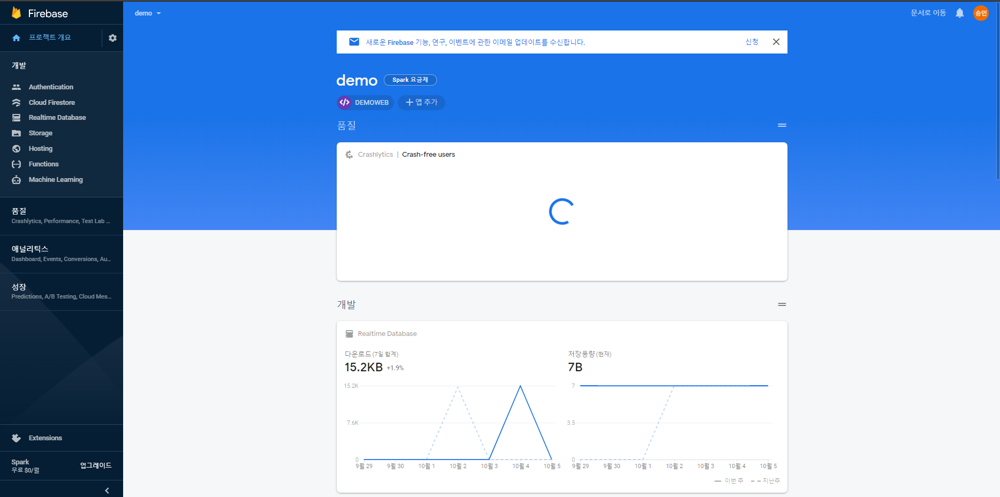 Firebase
프로젝트 개요
개발
Authentication
Cloud Firestore
Realtime Database
Storage
Hosting
Functions
Machine Learning
품질
Crashlytics, Performance, Test Lab ...
애널리틱스
Dashboard, Events, Conversions, Au...
성장
Predictions, A/B Testing, Cloud Mes...
Extensions
Spark
무료 $0/월
업그레이드
demo
문서로 이동
승민
새로운 Firebase 기능, 연구, 이벤트에 관한 이메일 업데이트를 수신합니다.
신청
demo
Spark 요금제
DEMOWEB
앱 추가
품질
Crashlytics | Crash-free users
개발
Realtime Database
다운로드 (7일 합계)
15.2KB +1.9%
15.2K
7.6K
0
9월 29 9월 30 10월 1 10월 2 10월 3 10월 4 10월 5
저장용량 (현재)
7B
7
3.5
0
9월 29 9월 30 10월 1 10월 2 10월 3 10월 4 10월 5
이번 주 지난주